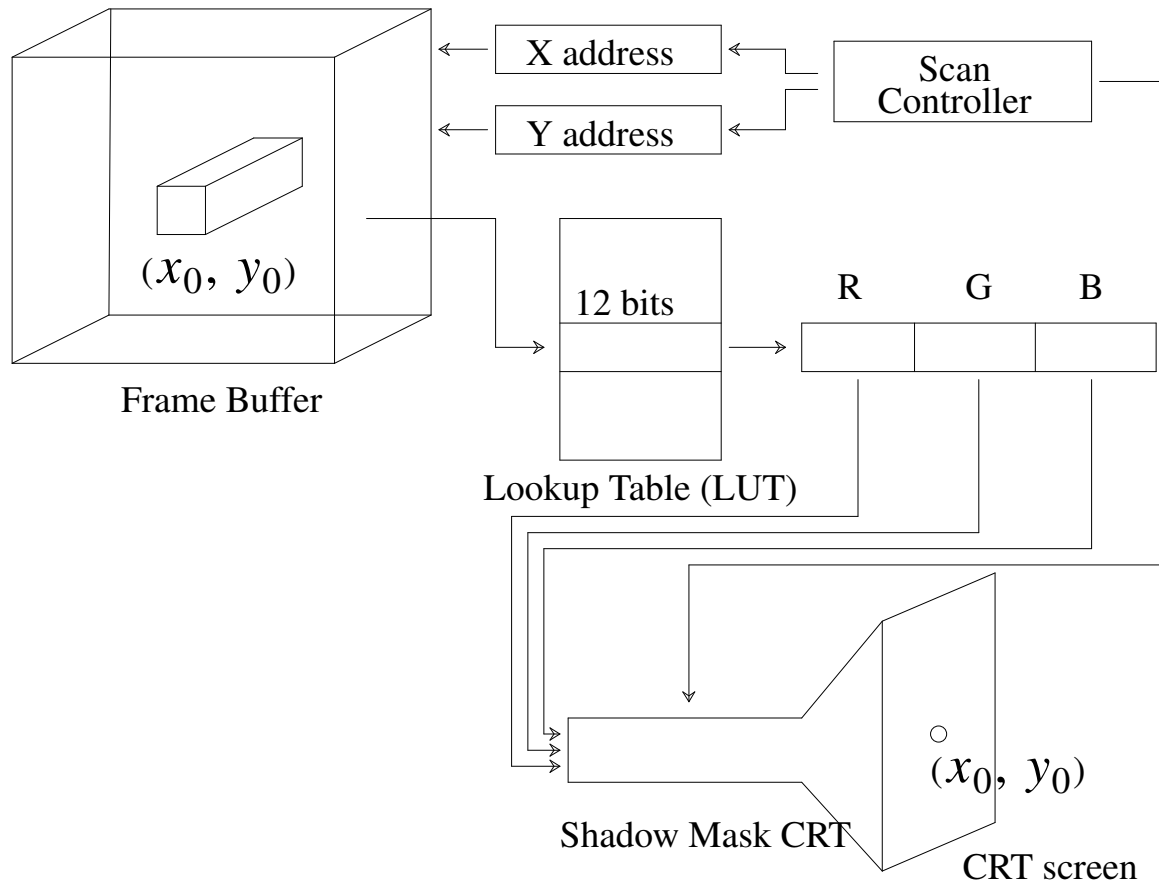 X address
Scan
Controller
Y address
(x₀, y₀)
12 bits
R G B
Frame Buffer
Lookup Table (LUT)
(x₀, y₀)
Shadow Mask CRT
CRT screen